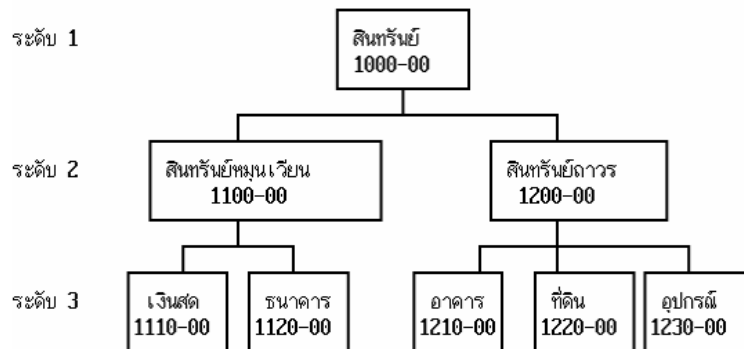 ระดับ 1
สินทรัพย์
1000-00
ระดับ 2
สินทรัพย์หมุนเวียน
1100-00
สินทรัพย์ถาวร
1200-00
ระดับ 3
เงินสด
1110-00
ธนาคาร
1120-00
อาคาร
1210-00
ที่ดิน
1220-00
อุปกรณ์
1230-00